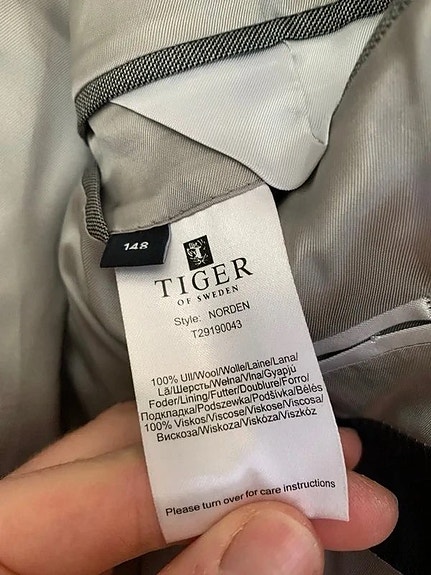 148
TIGER
OF SWEDEN
Style: NORDEN
T29190043
100% Ull/Wool/Wolle/Laine/Lana/
Lã/Шерсть/Wełna/Vlna/Gyapjú
Foder/Lining/Futter/Doublure/Forro/
Подкладка/Podszewka/Podšívka/Bélés
100% Viskos/Viscose/Viskose/Viscosa/
Вискоза/Wiskoza/Viskóza/Viszkóz
Please turn over for care instructions